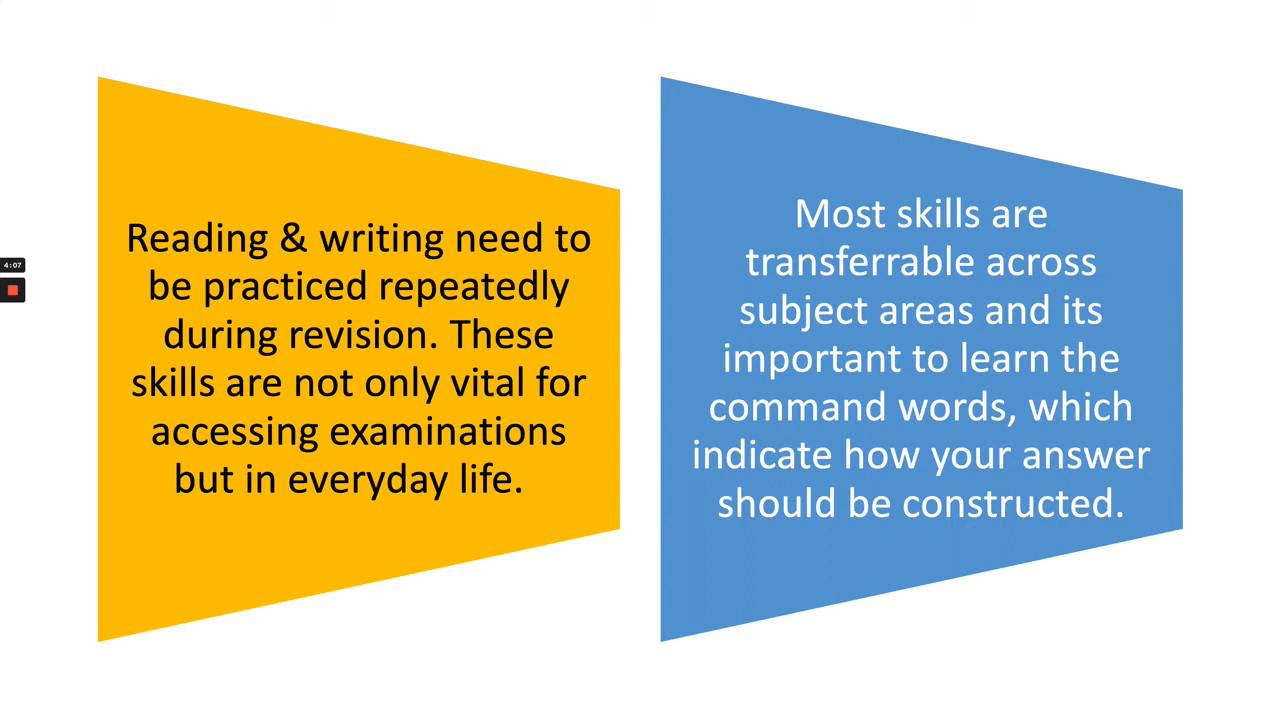 4:07
Reading & writing need to
be practiced repeatedly
during revision. These
skills are not only vital for
accessing examinations
but in everyday life.
Most skills are
transferrable across
subject areas and its
important to learn the
command words, which
indicate how your answer
should be constructed.